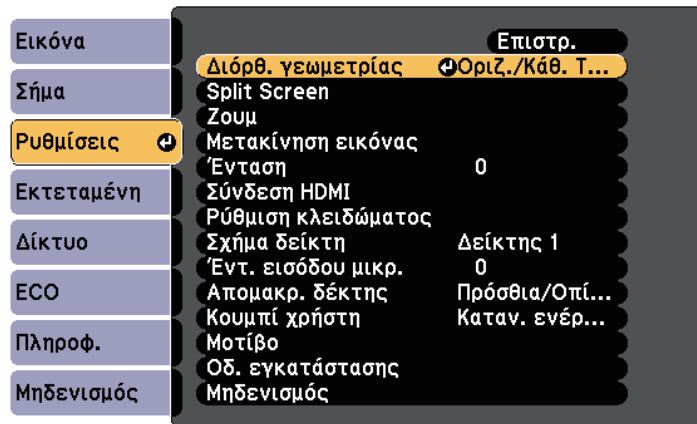 Εικόνα
Σήμα
Ρυθμίσεις
Εκτεταμένη
Δίκτυο
ECO
Πληροφ.
Μηδενισμός
Επιστρ.
Διόρθ. γεωμετρίας Οριζ./Κάθ. Τ...
Split Screen
Ζουμ
Μετακίνηση εικόνας
Ένταση 0
Σύνδεση HDMI
Ρύθμιση κλειδώματος
Σχήμα δείκτη Δείκτης 1
Έντ. εισόδου μικρ. 0
Απομακρ. δέκτης Πρόσθια/Οπί...
Κουμπί χρήστη Καταν. ενέρ...
Μοτίβο
Οδ. εγκατάστασης
Μηδενισμός